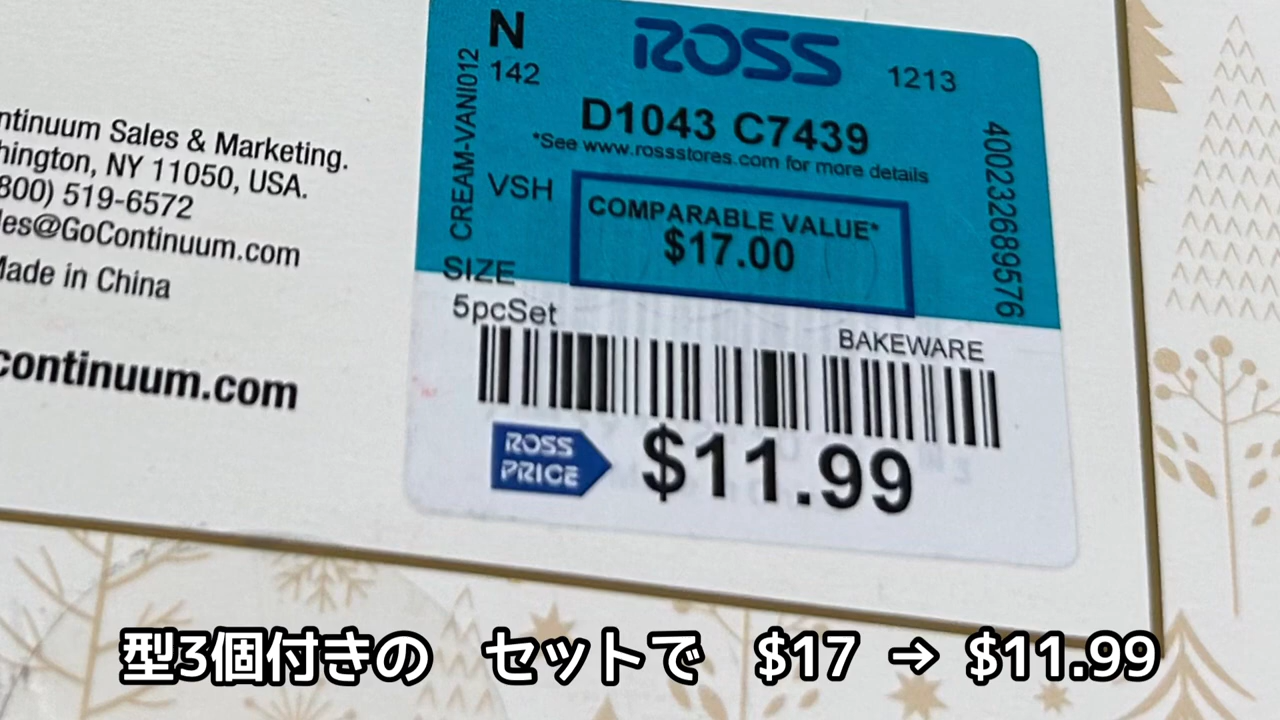 ntinuum Sales & Marketing.
hington, NY 11050, USA.
800) 519-6572
les@GoContinuum.com
Made in China
continuum.com
N
142
ROSS
1213
D1043 C7439
*See www.rossstores.com for more details
CREAM-VANI012
VSH
COMPARABLE VALUE*
$17.00
400232689576
SIZE
5pcSet
BAKEWARE
ROSS
PRICE
$11.99
型3個付きの セットで $17 → $11.99